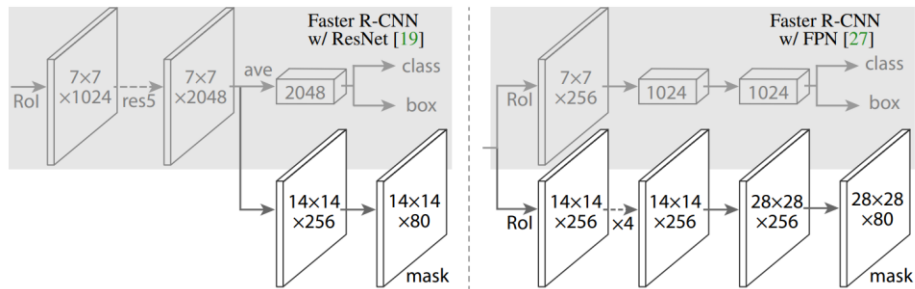 Faster R-CNN
w/ ResNet [19]
RoI
7×7
×1024
res5
7×7
×2048
ave
2048
class
box
14×14
×256
14×14
×80
mask
Faster R-CNN
w/ FPN [27]
RoI
7×7
×256
1024
1024
class
box
RoI
14×14
×256
×4
14×14
×256
28×28
×256
28×28
×80
mask